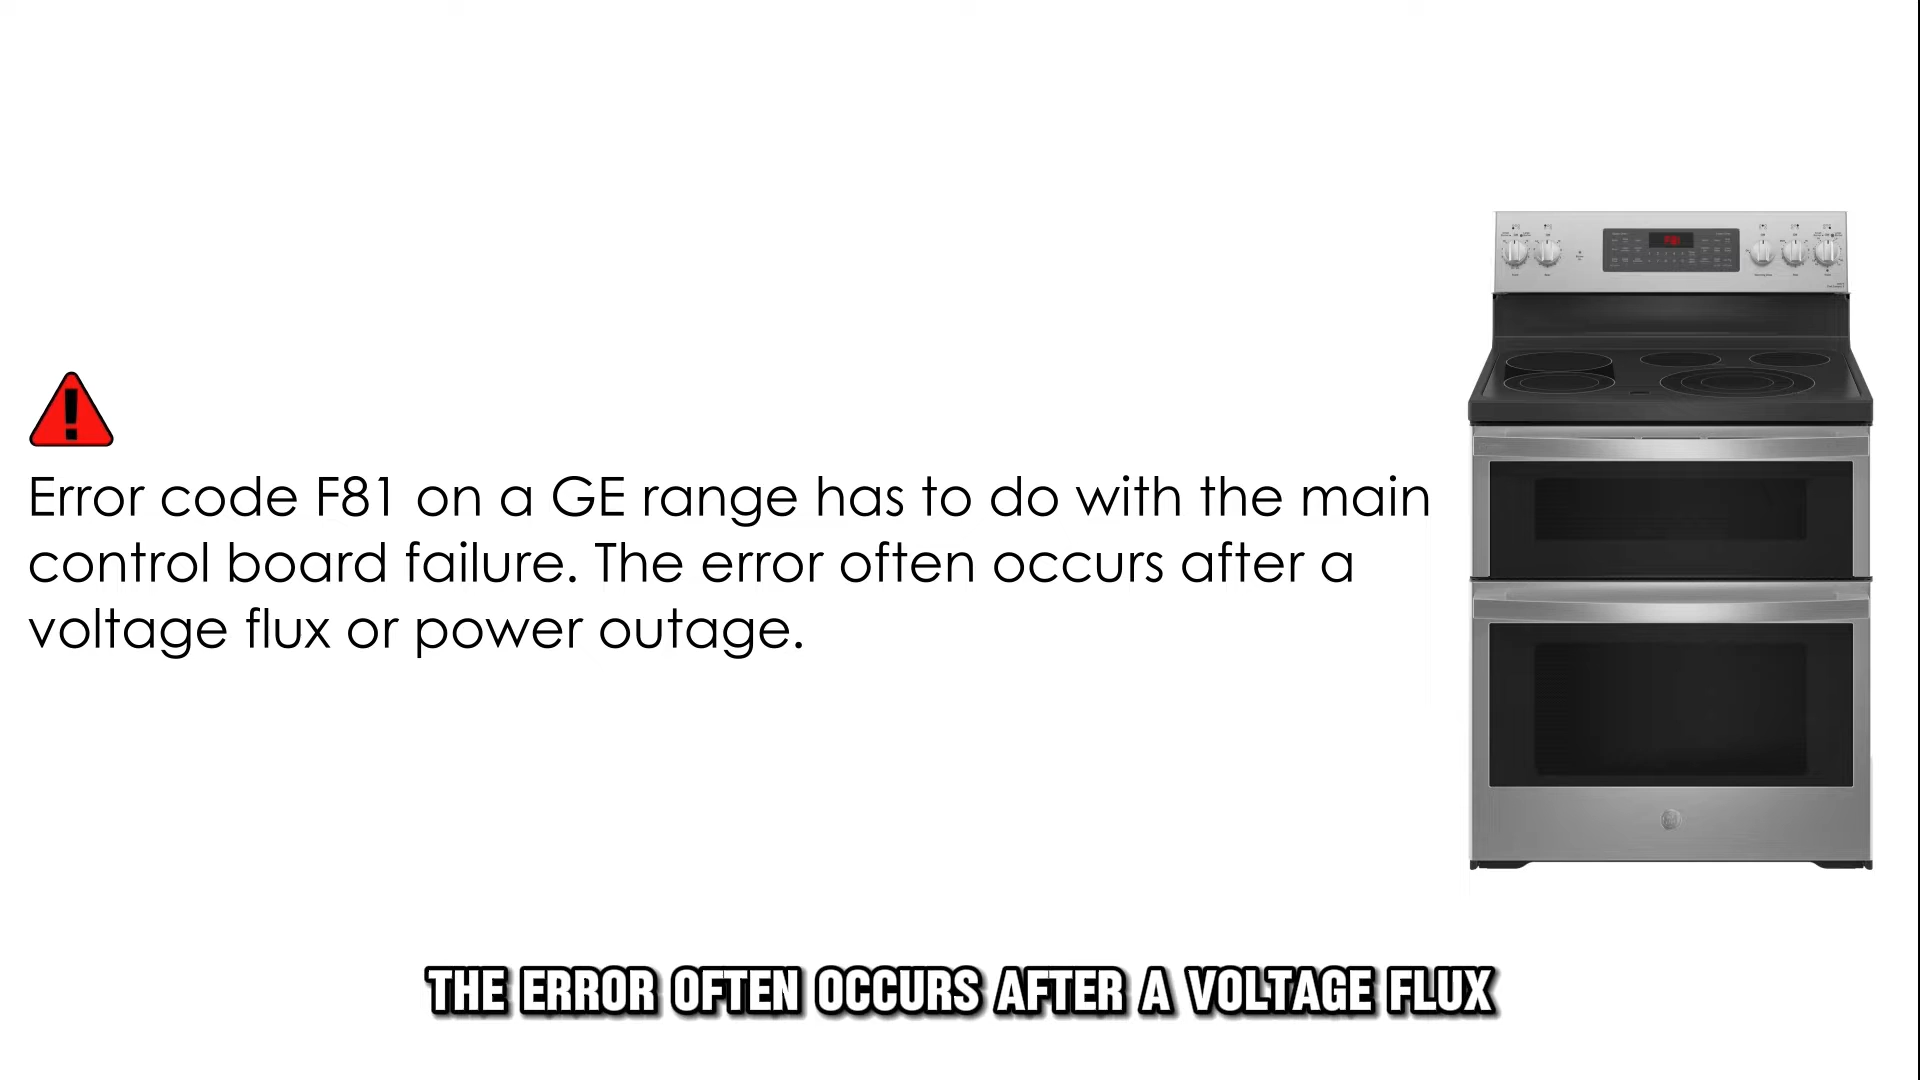 Error code F81 on a GE range has to do with the main
control board failure. The error often occurs after a
voltage flux or power outage.
THE ERROR OFTEN OCCURS AFTER A VOLTAGE FLUX